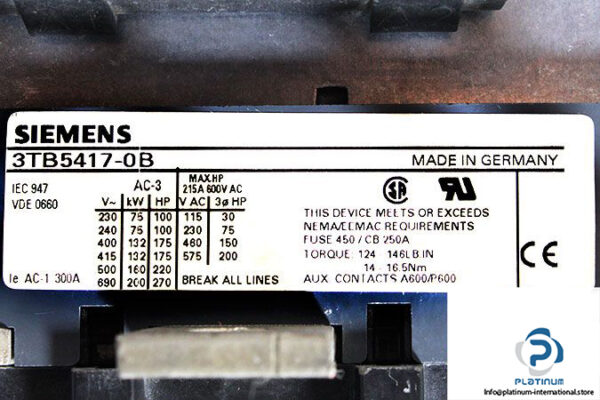 SIEMENS
3TB5417-0B
MADE IN GERMANY
IEC 947
VDE 0660
Ie AC-1 300A
AC-3
V~ kW HP
230 75 100
240 75 100
400 132 175
415 132 175
500 160 220
690 200 270
MAX.HP
215A 600V AC
V AC 3ø HP
115 30
230 75
460 150
575 200
BREAK ALL LINES
SA
RU
THIS DEVICE MEETS OR EXCEEDS
NEMA/EEMAC REQUIREMENTS
FUSE 450 / CB 250A
TORQUE: 124 - 146LB.IN
14 - 16.5Nm
AUX. CONTACTS A600/P600
CE
PLATINUM
Info@platinum-international.store